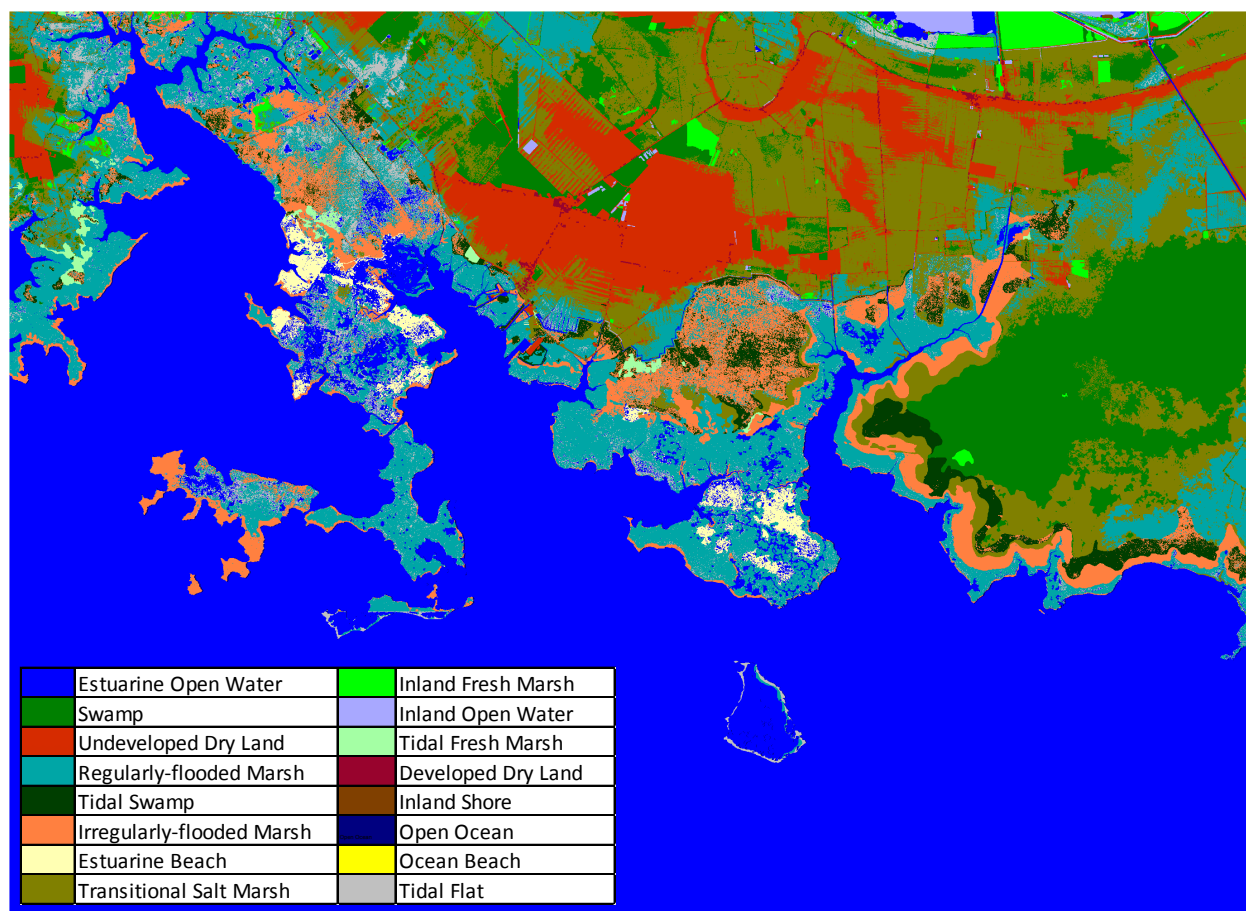 Estuarine Open Water Inland Fresh Marsh
Swamp Inland Open Water
Undeveloped Dry Land Tidal Fresh Marsh
Regularly-flooded Marsh Developed Dry Land
Tidal Swamp Inland Shore
Irregularly-flooded Marsh Open Ocean
Estuarine Beach Ocean Beach
Transitional Salt Marsh Tidal Flat